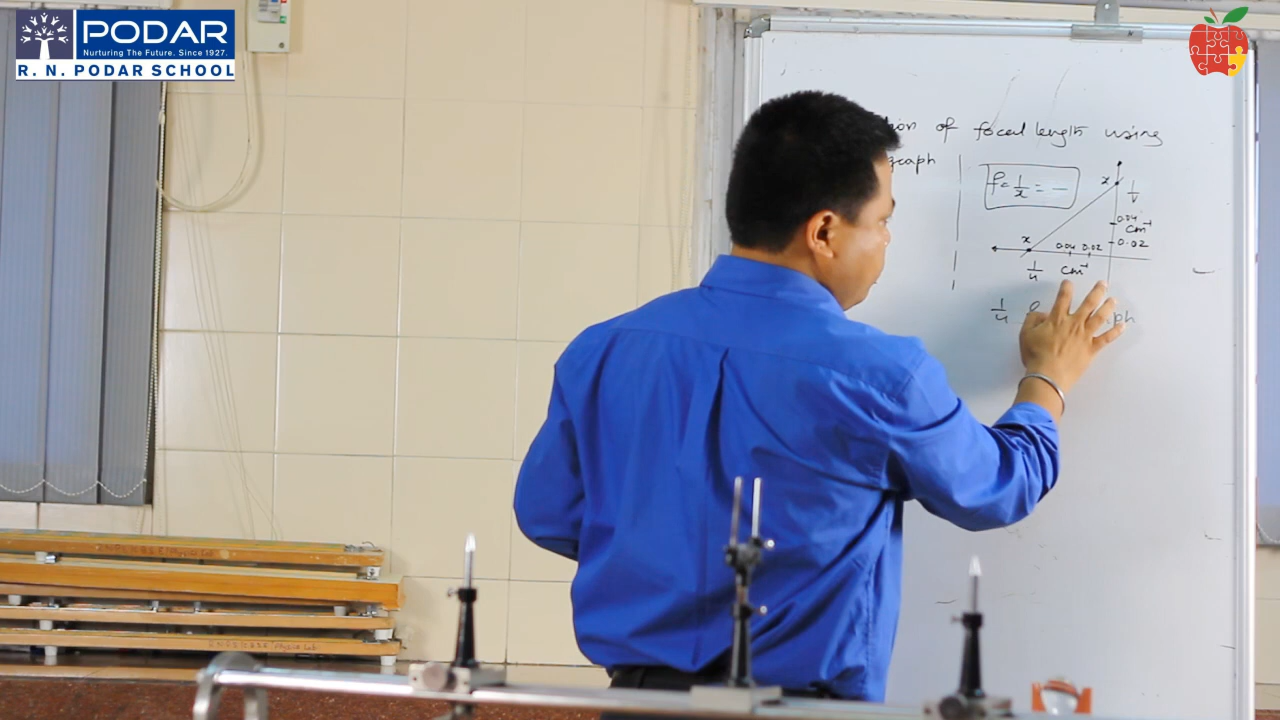 PODAR
Nurturing The Future. Since 1927.
R. N. PODAR SCHOOL
of focal length using
graph
f = 1/x = —
x
1/v
0.04
cm⁻¹
0.02
x
0.04 0.02
1/u cm⁻¹
1/u